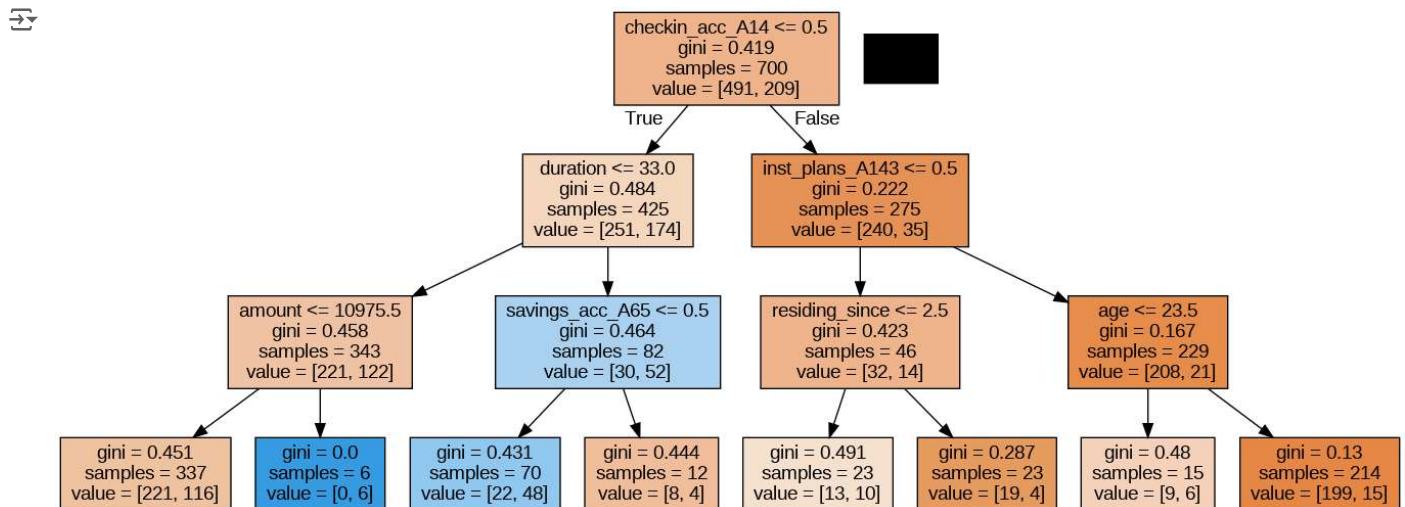 checkin_acc_A14 <= 0.5
gini = 0.419
samples = 700
value = [491, 209]
True
False
duration <= 33.0
gini = 0.484
samples = 425
value = [251, 174]
inst_plans_A143 <= 0.5
gini = 0.222
samples = 275
value = [240, 35]
amount <= 10975.5
gini = 0.458
samples = 343
value = [221, 122]
savings_acc_A65 <= 0.5
gini = 0.464
samples = 82
value = [30, 52]
residing_since <= 2.5
gini = 0.423
samples = 46
value = [32, 14]
age <= 23.5
gini = 0.167
samples = 229
value = [208, 21]
gini = 0.451
samples = 337
value = [221, 116]
gini = 0.0
samples = 6
value = [0, 6]
gini = 0.431
samples = 70
value = [22, 48]
gini = 0.444
samples = 12
value = [8, 4]
gini = 0.491
samples = 23
value = [13, 10]
gini = 0.287
samples = 23
value = [19, 4]
gini = 0.48
samples = 15
value = [9, 6]
gini = 0.13
samples = 214
value = [199, 15]